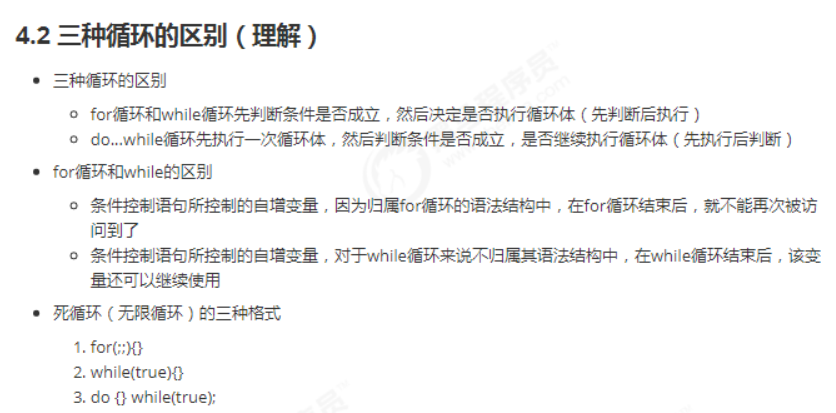 4.2 三种循环的区别（理解）
三种循环的区别
for循环和while循环先判断条件是否成立，然后决定是否执行循环体（先判断后执行）
do...while循环先执行一次循环体，然后判断条件是否成立，是否继续执行循环体（先执行后判断）
for循环和while的区别
条件控制语句所控制的自增变量，因为归属for循环的语法结构中，在for循环结束后，就不能再次被访
问到了
条件控制语句所控制的自增变量，对于while循环来说不归属其语法结构中，在while循环结束后，该变
量还可以继续使用
死循环（无限循环）的三种格式
1. for(;;){}
2. while(true){}
3. do {} while(true);
程序员